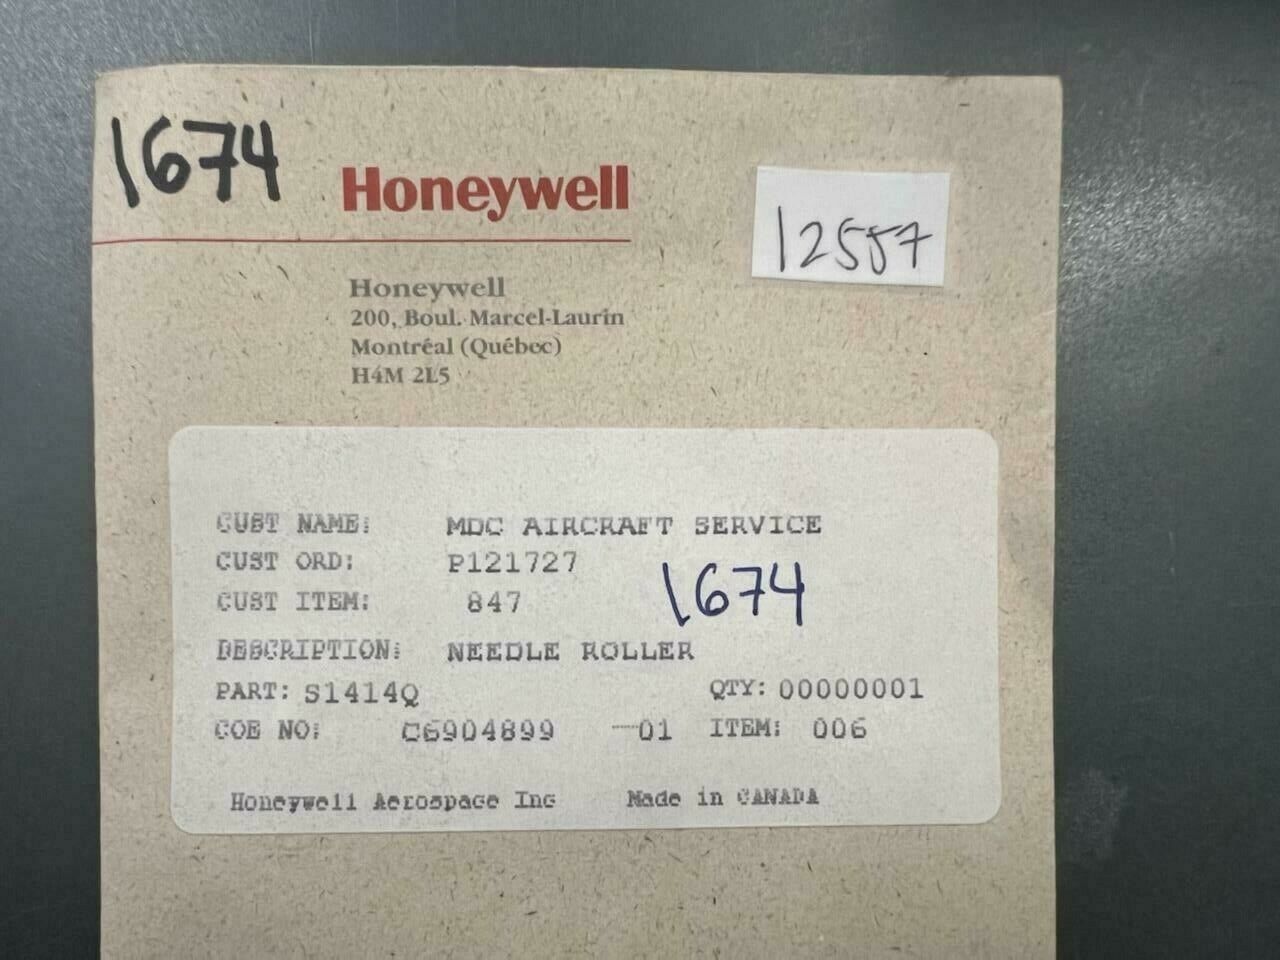 1674
Honeywell
12557
Honeywell
200, Boul. Marcel-Laurin
Montréal (Québec)
H4M 2L5
CUST NAME: MDC AIRCRAFT SERVICE
CUST ORD: P121727
CUST ITEM: 847
1674
DESCRIPTION: NEEDLE ROLLER
PART: S1414Q QTY: 00000001
COE NO: C6904899 -01 ITEM: 006
Honeywell Aerospace Inc Made in CANADA